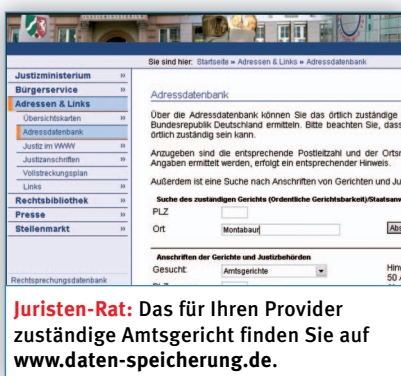 Sie sind hier: Startseite » Adressen & Links » Adressdatenbank
Justizministerium »
Bürgerservice »
Adressen & Links
Übersichtskarten »
Adressdatenbank
Justiz im WWW »
Justizanschriften »
Vollstreckungsplan
Links »
Rechtsbibliothek »
Presse »
Stellenmarkt »
Rechtsprechungsdatenbank
Adressdatenbank
Über die Adressdatenbank können Sie das örtlich zuständige
Bundesrepublik Deutschland ermitteln. Bitte beachten Sie, dass
örtlich zuständig sein kann.
Anzugeben sind die entsprechende Postleitzahl und der Ortsn
Angaben ermittelt werden, erfolgt ein entsprechender Hinweis.
Außerdem ist eine Suche nach Anschriften von Gerichten und Ju
Suche des zuständigen Gerichts (Ordentliche Gerichtsbarkeit)/Staatsanw
PLZ
Ort Montabaur Abs
Anschriften der Gerichte und Justizbehörden
Gesucht: Amtsgerichte Hinw
50 A
Juristen-Rat: Das für Ihren Provider
zuständige Amtsgericht finden Sie auf
www.daten-speicherung.de.